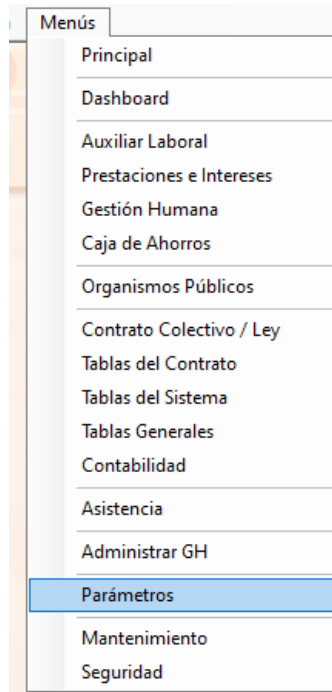 Menús
Principal
Dashboard
Auxiliar Laboral
Prestaciones e Intereses
Gestión Humana
Caja de Ahorros
Organismos Públicos
Contrato Colectivo / Ley
Tablas del Contrato
Tablas del Sistema
Tablas Generales
Contabilidad
Asistencia
Administrar GH
Parámetros
Mantenimiento
Seguridad